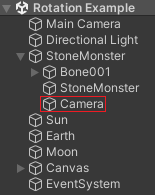 Rotation Example
Main Camera
Directional Light
StoneMonster
Bone001
StoneMonster
Camera
Sun
Earth
Moon
Canvas
EventSystem